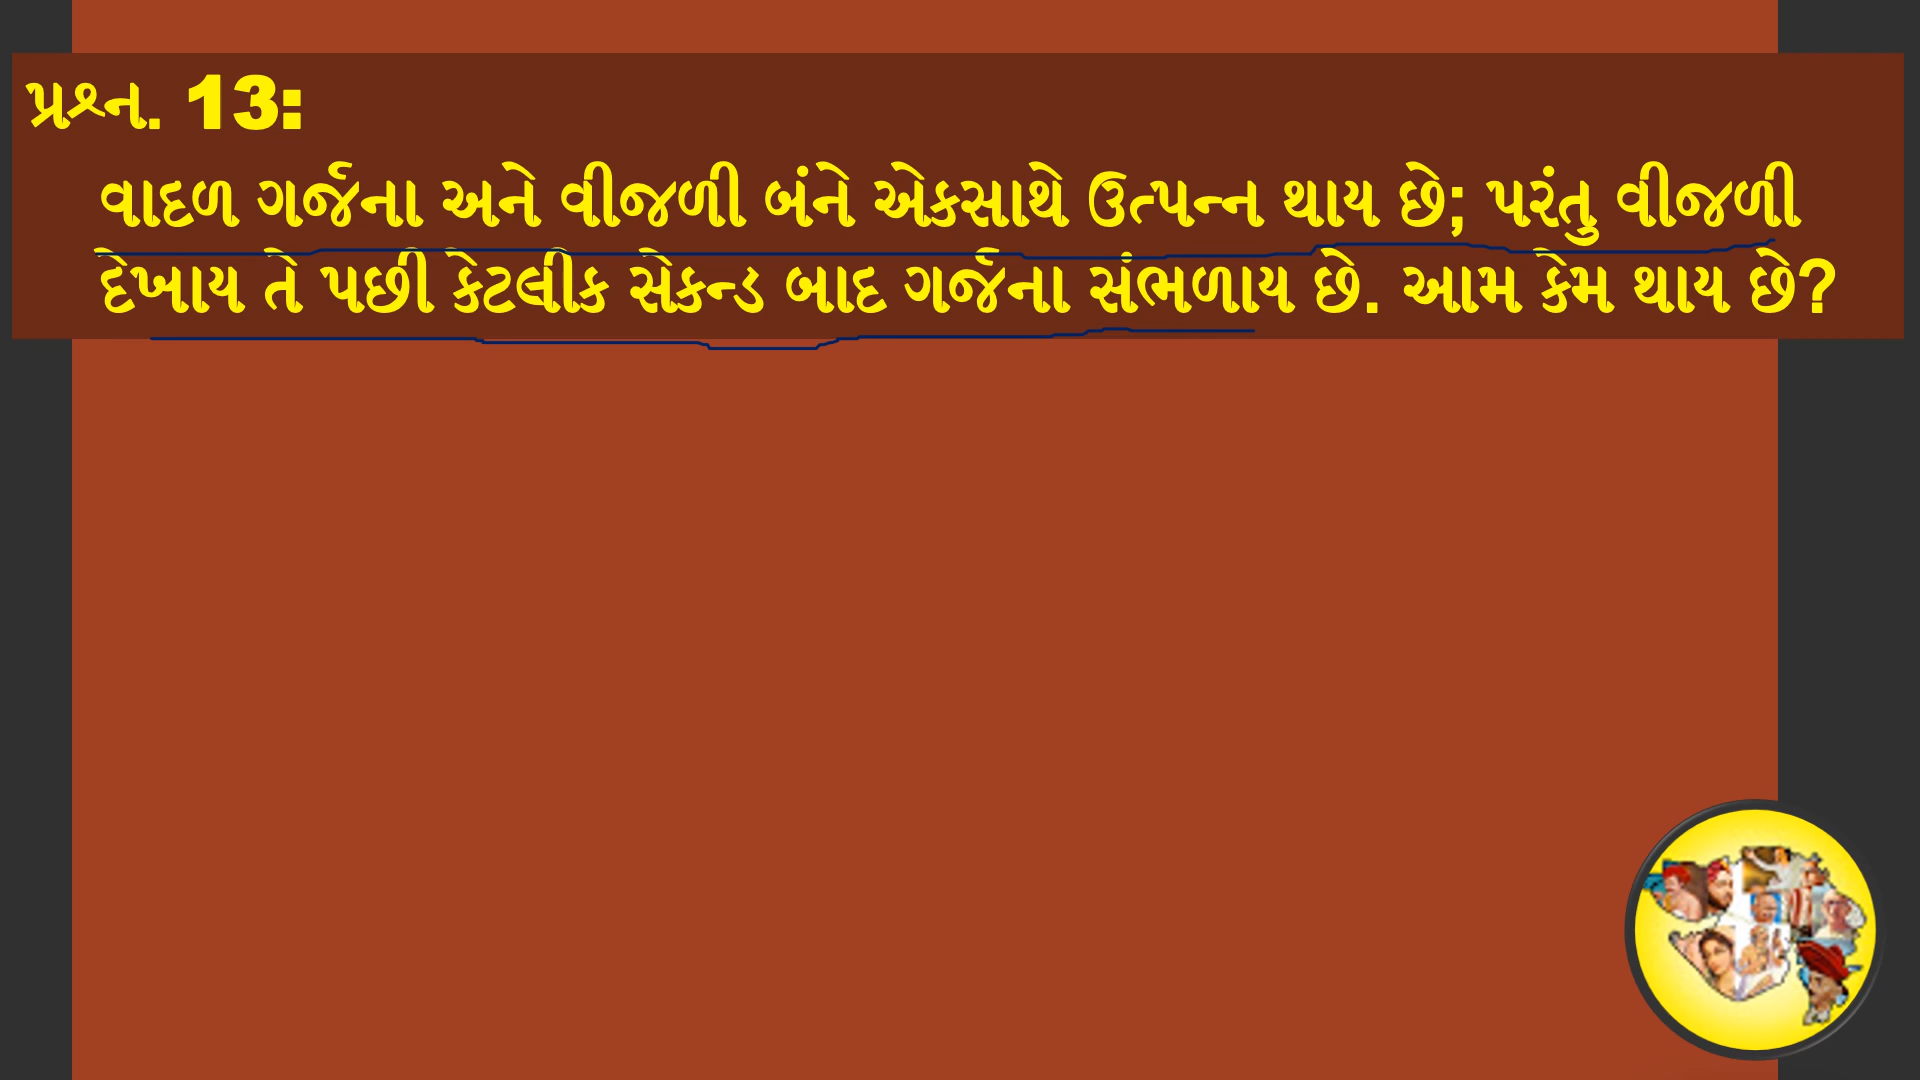 પ્રશ્ન. 13:
વાદળ ગર્જના અને વીજળી બંને એકસાથે ઉત્પન્ન થાય છે; પરંતુ વીજળી
દેખાય તે પછી કેટલીક સેકન્ડ બાદ ગર્જના સંભળાય છે. આમ કેમ થાય છે?